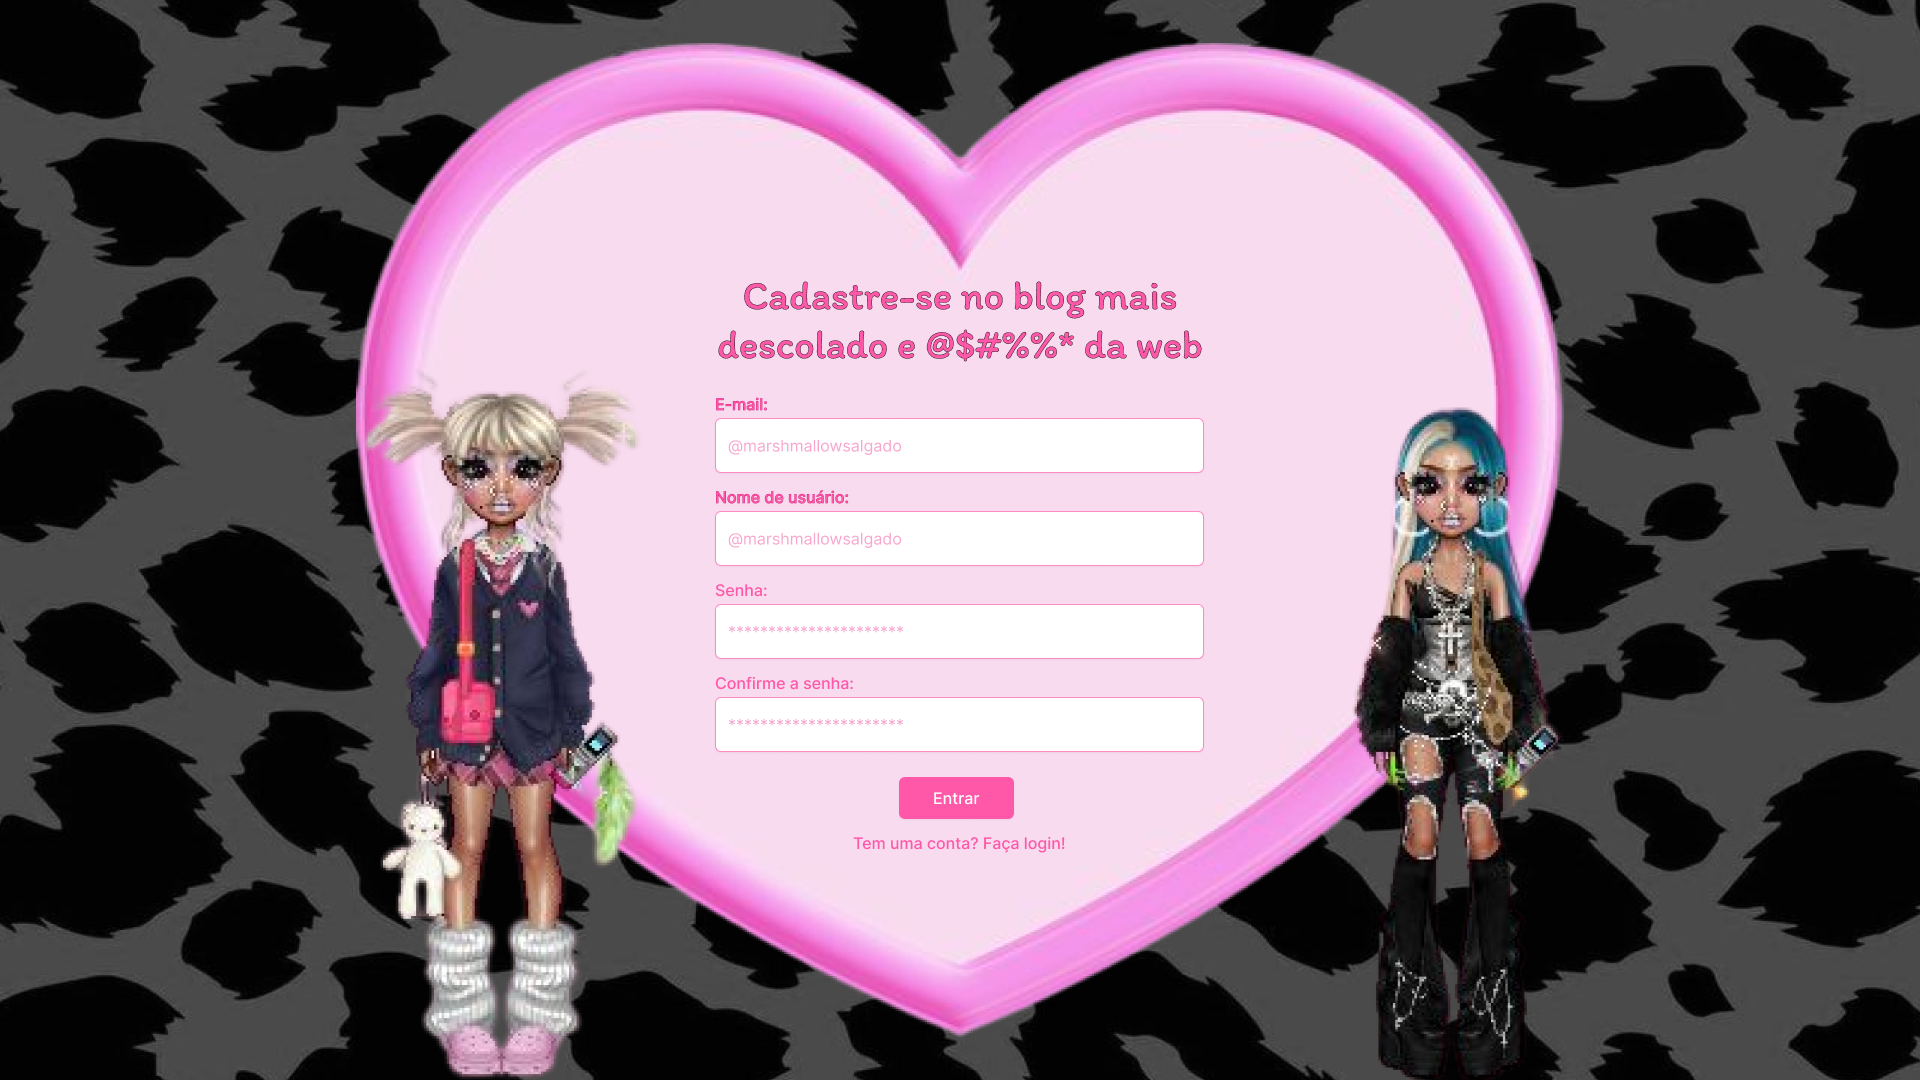 Cadastre-se no blog mais
descolado e @$#%%* da web
E-mail:
@marshmallowsalgado
Nome de usuário:
@marshmallowsalgado
Senha:
**********************
Confirme a senha:
**********************
Entrar
Tem uma conta? Faça login!